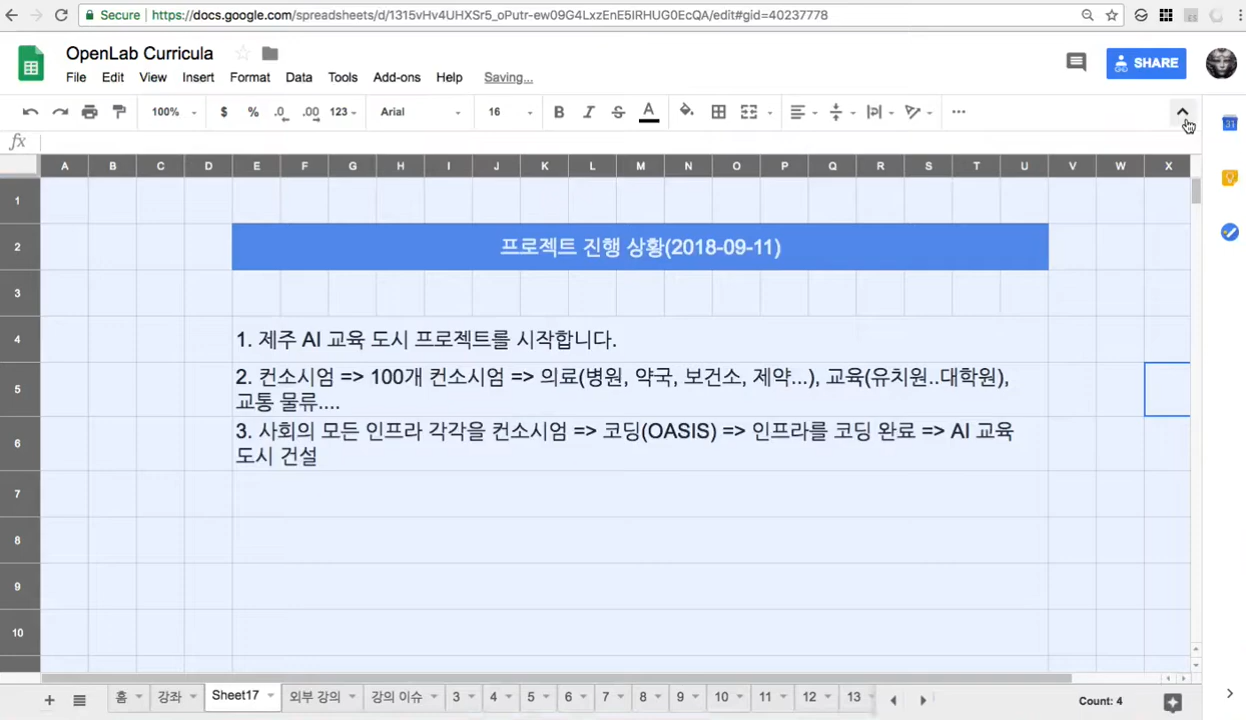 Secure
https://docs.google.com/spreadsheets/d/1315vHv4UHXSr5_oPutr-ew09G4LxzEnE5IRHUG0EcQA/edit#gid=40237778
OpenLab Curricula
File Edit View Insert Format Data Tools Add-ons Help Saving...
SHARE
100% $ % .0 .00 123 Arial 16 B I S A
31
fx
A B C D E F G H I J K L M N O P Q R S T U V W X
1
2 프로젝트 진행 상황(2018-09-11)
3
4 1. 제주 AI 교육 도시 프로젝트를 시작합니다.
5 2. 컨소시엄 => 100개 컨소시엄 => 의료(병원, 약국, 보건소, 제약...), 교육(유치원..대학원),
교통 물류....
6 3. 사회의 모든 인프라 각각을 컨소시엄 => 코딩(OASIS) => 인프라를 코딩 완료 => AI 교육
도시 건설
7
8
9
10
홈 강좌 Sheet17 외부 강의 강의 이슈 3 4 5 6 7 8 9 10 11 12 13
Count: 4